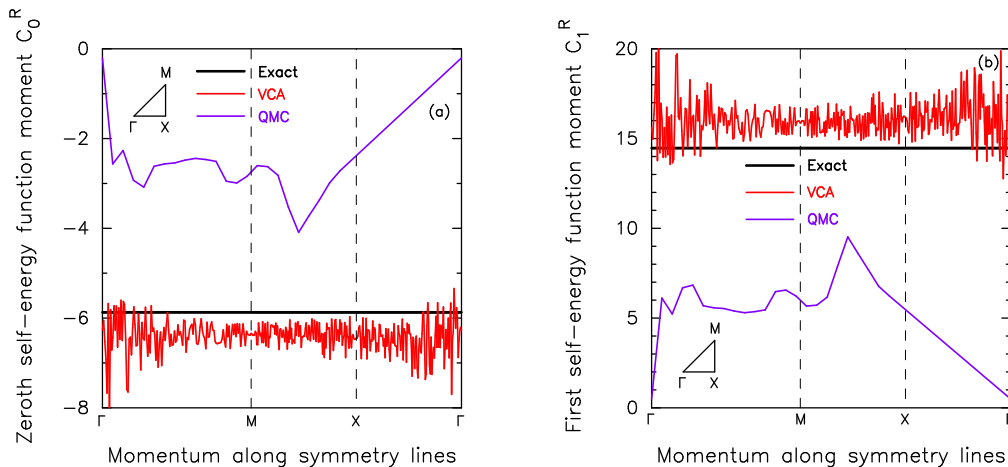 Zeroth self-energy function moment C₀ᴿ
0
−2
−4
−6
−8
M
Γ X
Exact
VCA
QMC
(a)
Γ M X Γ
Momentum along symmetry lines
First self-energy function moment C₁ᴿ
20
15
10
5
0
(b)
Exact
VCA
QMC
M
Γ X
Γ M X Γ
Momentum along symmetry lines